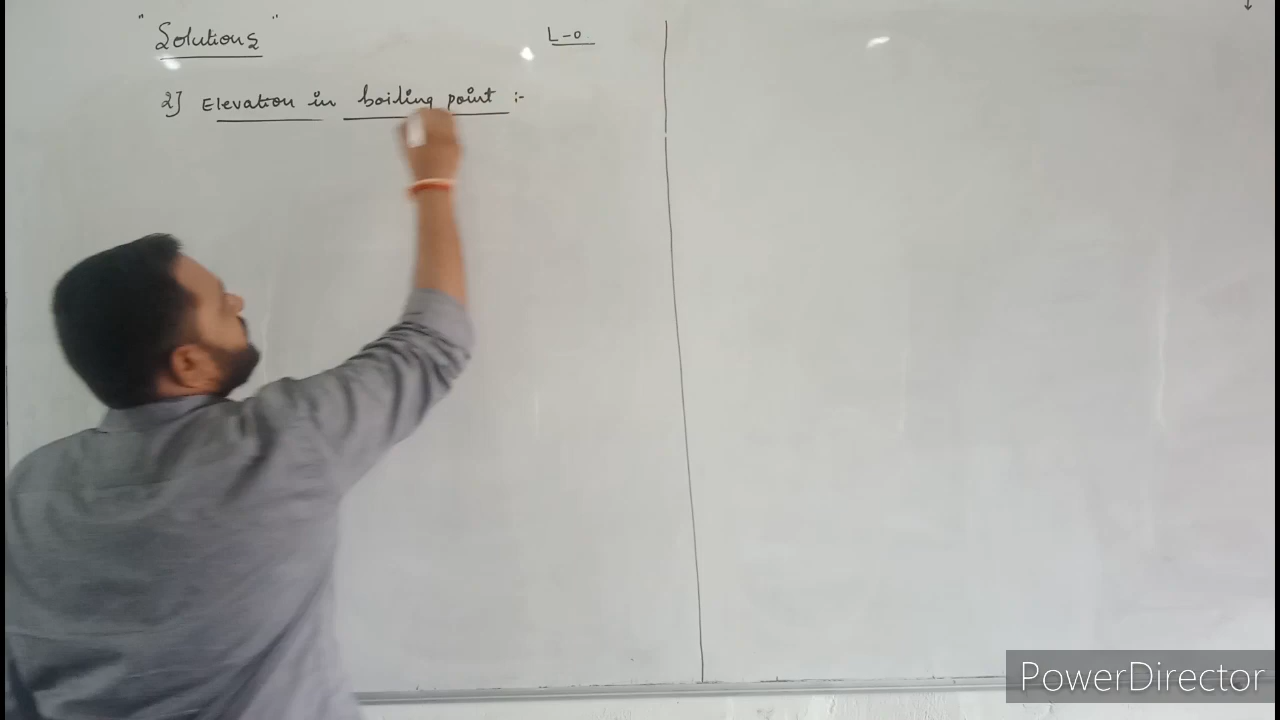 "Solutions"
L-0.
2] Elevation in boiling point :-
PowerDirector